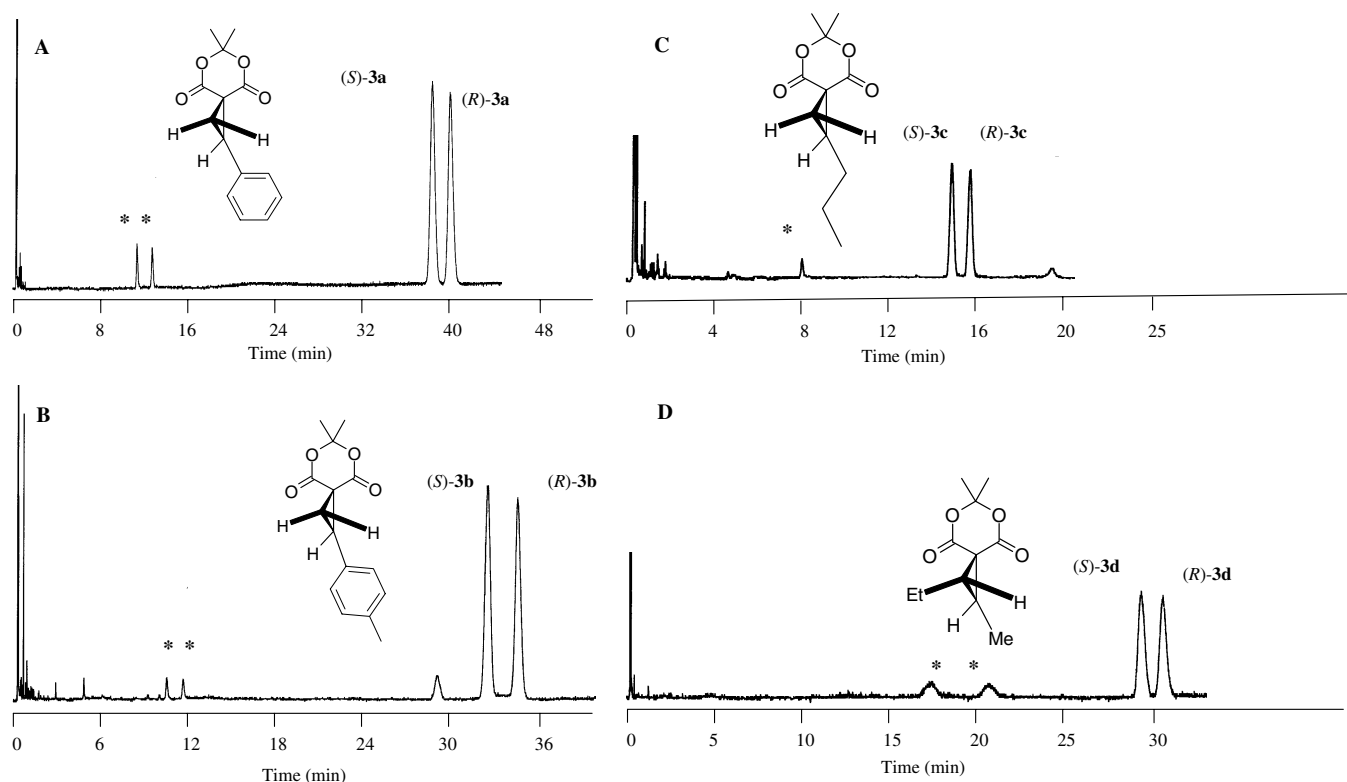 A
O O
O O
H H
H
(S)-3a
(R)-3a
* *
0 8 16 24 32 40 48
Time (min)
C
O O
O O
H H
H
(S)-3c (R)-3c
*
0 4 8 12 16 20 25
Time (min)
B
O O
O O
H H
H
(S)-3b (R)-3b
* *
0 6 12 18 24 30 36
Time (min)
D
O O
O O
Et H
H
Me
(S)-3d
(R)-3d
* *
0 5 10 15 20 25 30
Time (min)